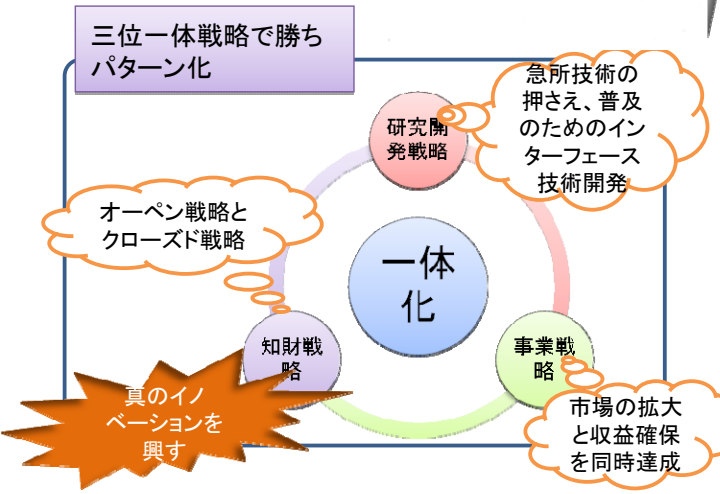 三位一体戦略で勝ち
パターン化
急所技術の
押さえ、普及
のためのイン
ターフェース
技術開発
研究開
発戦略
オーペン戦略と
クローズド戦略
一体
化
知財戦
略
事業戦
略
真のイノ
ベーションを
興す
市場の拡大
と収益確保
を同時達成